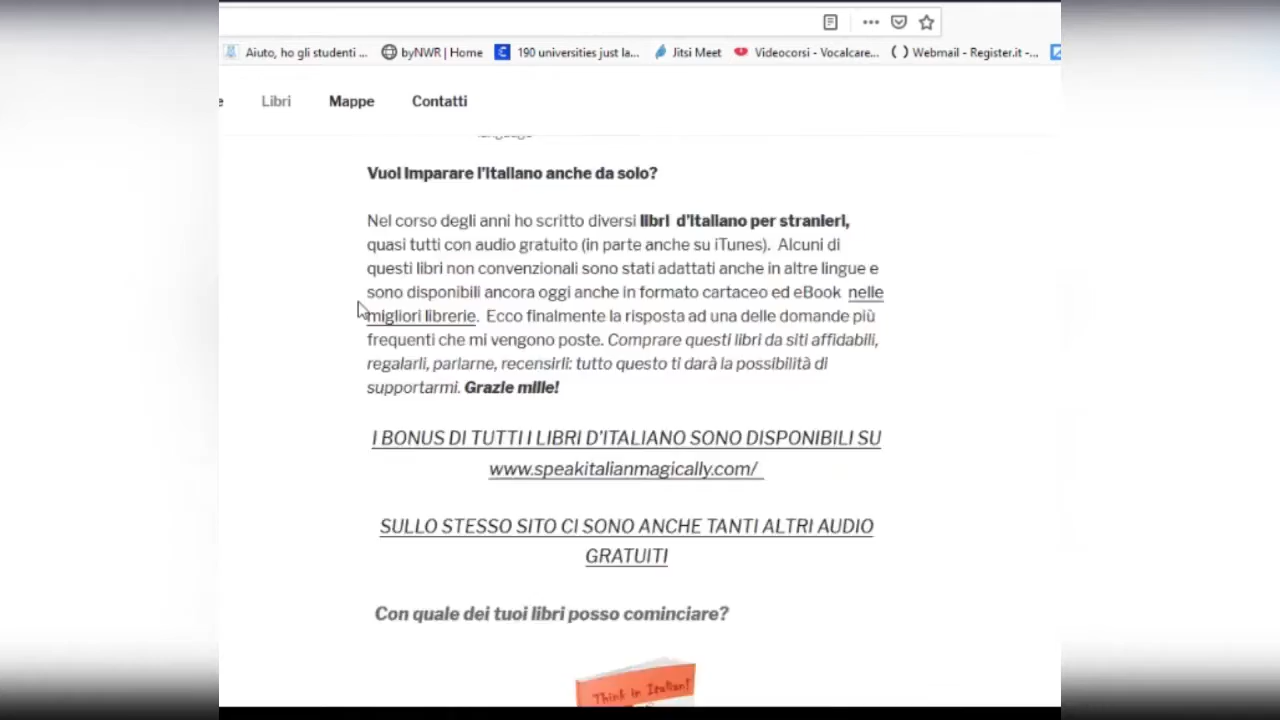 Aiuto, ho gli studenti ... byNWR | Home 190 universities just la... Jitsi Meet Videocorsi - Vocalcare... Webmail - Register.it -...
e Libri Mappe Contatti
language
Vuoi Imparare l'Italiano anche da solo?
Nel corso degli anni ho scritto diversi libri d'Italiano per stranieri,
quasi tutti con audio gratuito (in parte anche su iTunes). Alcuni di
questi libri non convenzionali sono stati adattati anche in altre lingue e
sono disponibili ancora oggi anche in formato cartaceo ed eBook nelle
migliori librerie. Ecco finalmente la risposta ad una delle domande più
frequenti che mi vengono poste. Comprare questi libri da siti affidabili,
regalarli, parlarne, recensirli: tutto questo ti darà la possibilità di
supportarmi. Grazie mille!
I BONUS DI TUTTI I LIBRI D'ITALIANO SONO DISPONIBILI SU
www.speakitalianmagically.com/
SULLO STESSO SITO CI SONO ANCHE TANTI ALTRI AUDIO
GRATUITI
Con quale dei tuoi libri posso cominciare?
Think in Italian!